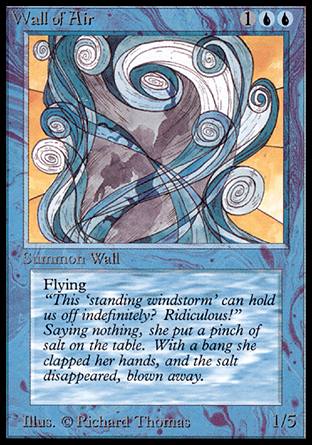 Wall of Air 1
Summon Wall
Flying
“This ‘standing windstorm’ can hold
us off indefinitely? Ridiculous!”
Saying nothing, she put a pinch of
salt on the table. With a bang she
clapped her hands, and the salt
disappeared, blown away.
Illus. © Richard Thomas 1/5